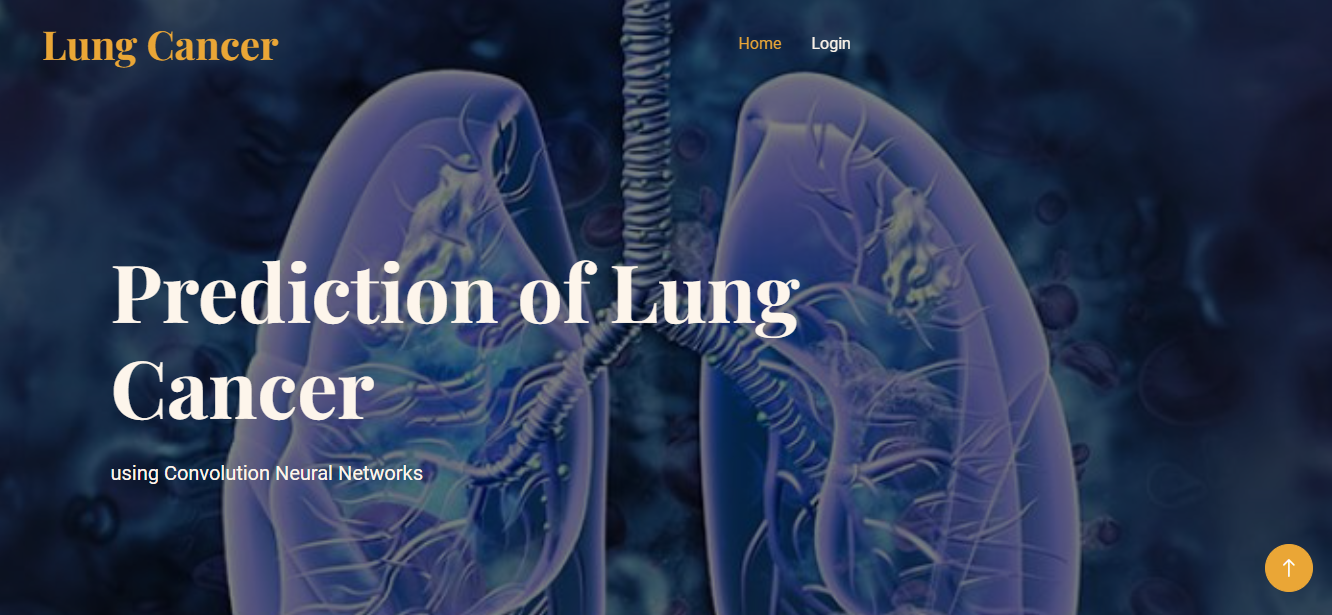 Lung Cancer
Home Login
Prediction of Lung
Cancer
using Convolution Neural Networks